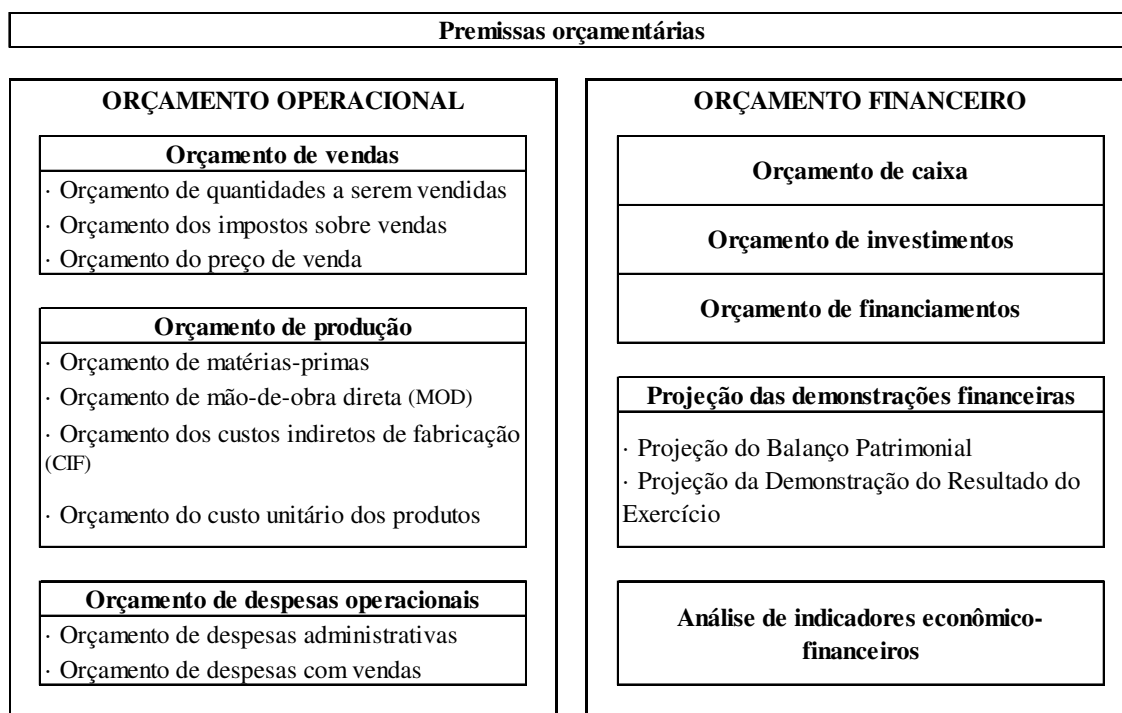 Premissas orçamentárias
ORÇAMENTO OPERACIONAL
Orçamento de vendas
· Orçamento de quantidades a serem vendidas
· Orçamento dos impostos sobre vendas
· Orçamento do preço de venda
Orçamento de produção
· Orçamento de matérias-primas
· Orçamento de mão-de-obra direta (MOD)
· Orçamento dos custos indiretos de fabricação
(CIF)
· Orçamento do custo unitário dos produtos
Orçamento de despesas operacionais
· Orçamento de despesas administrativas
· Orçamento de despesas com vendas
ORÇAMENTO FINANCEIRO
Orçamento de caixa
Orçamento de investimentos
Orçamento de financiamentos
Projeção das demonstrações financeiras
· Projeção do Balanço Patrimonial
· Projeção da Demonstração do Resultado do
Exercício
Análise de indicadores econômico-
financeiros